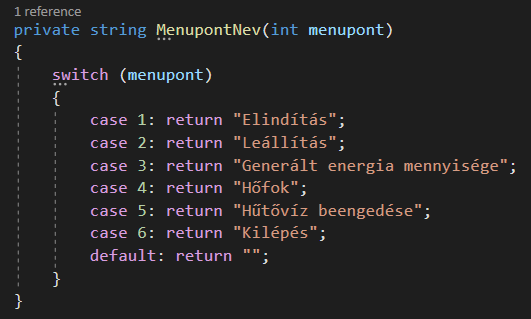 1 reference
private string MenupontNev(int menupont)
{
switch (menupont)
{
case 1: return "Elindítás";
case 2: return "Leállítás";
case 3: return "Generált energia mennyisége";
case 4: return "Hőfok";
case 5: return "Hűtővíz beengedése";
case 6: return "Kilépés";
default: return "";
}
}